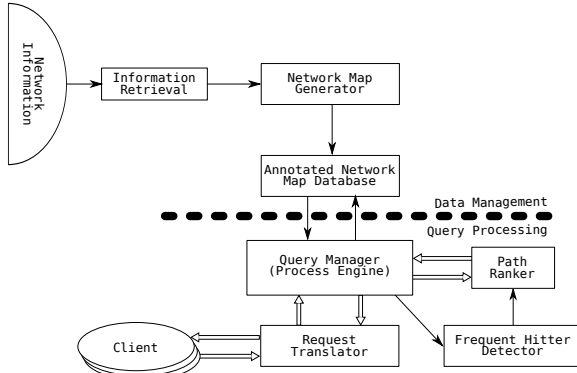 Network
Information
Information
Retrieval
Network Map
Generator
Annotated Network
Map Database
Data Management
Query Processing
Query Manager
(Process Engine)
Path
Ranker
Client
Request
Translator
Frequent Hitter
Detector